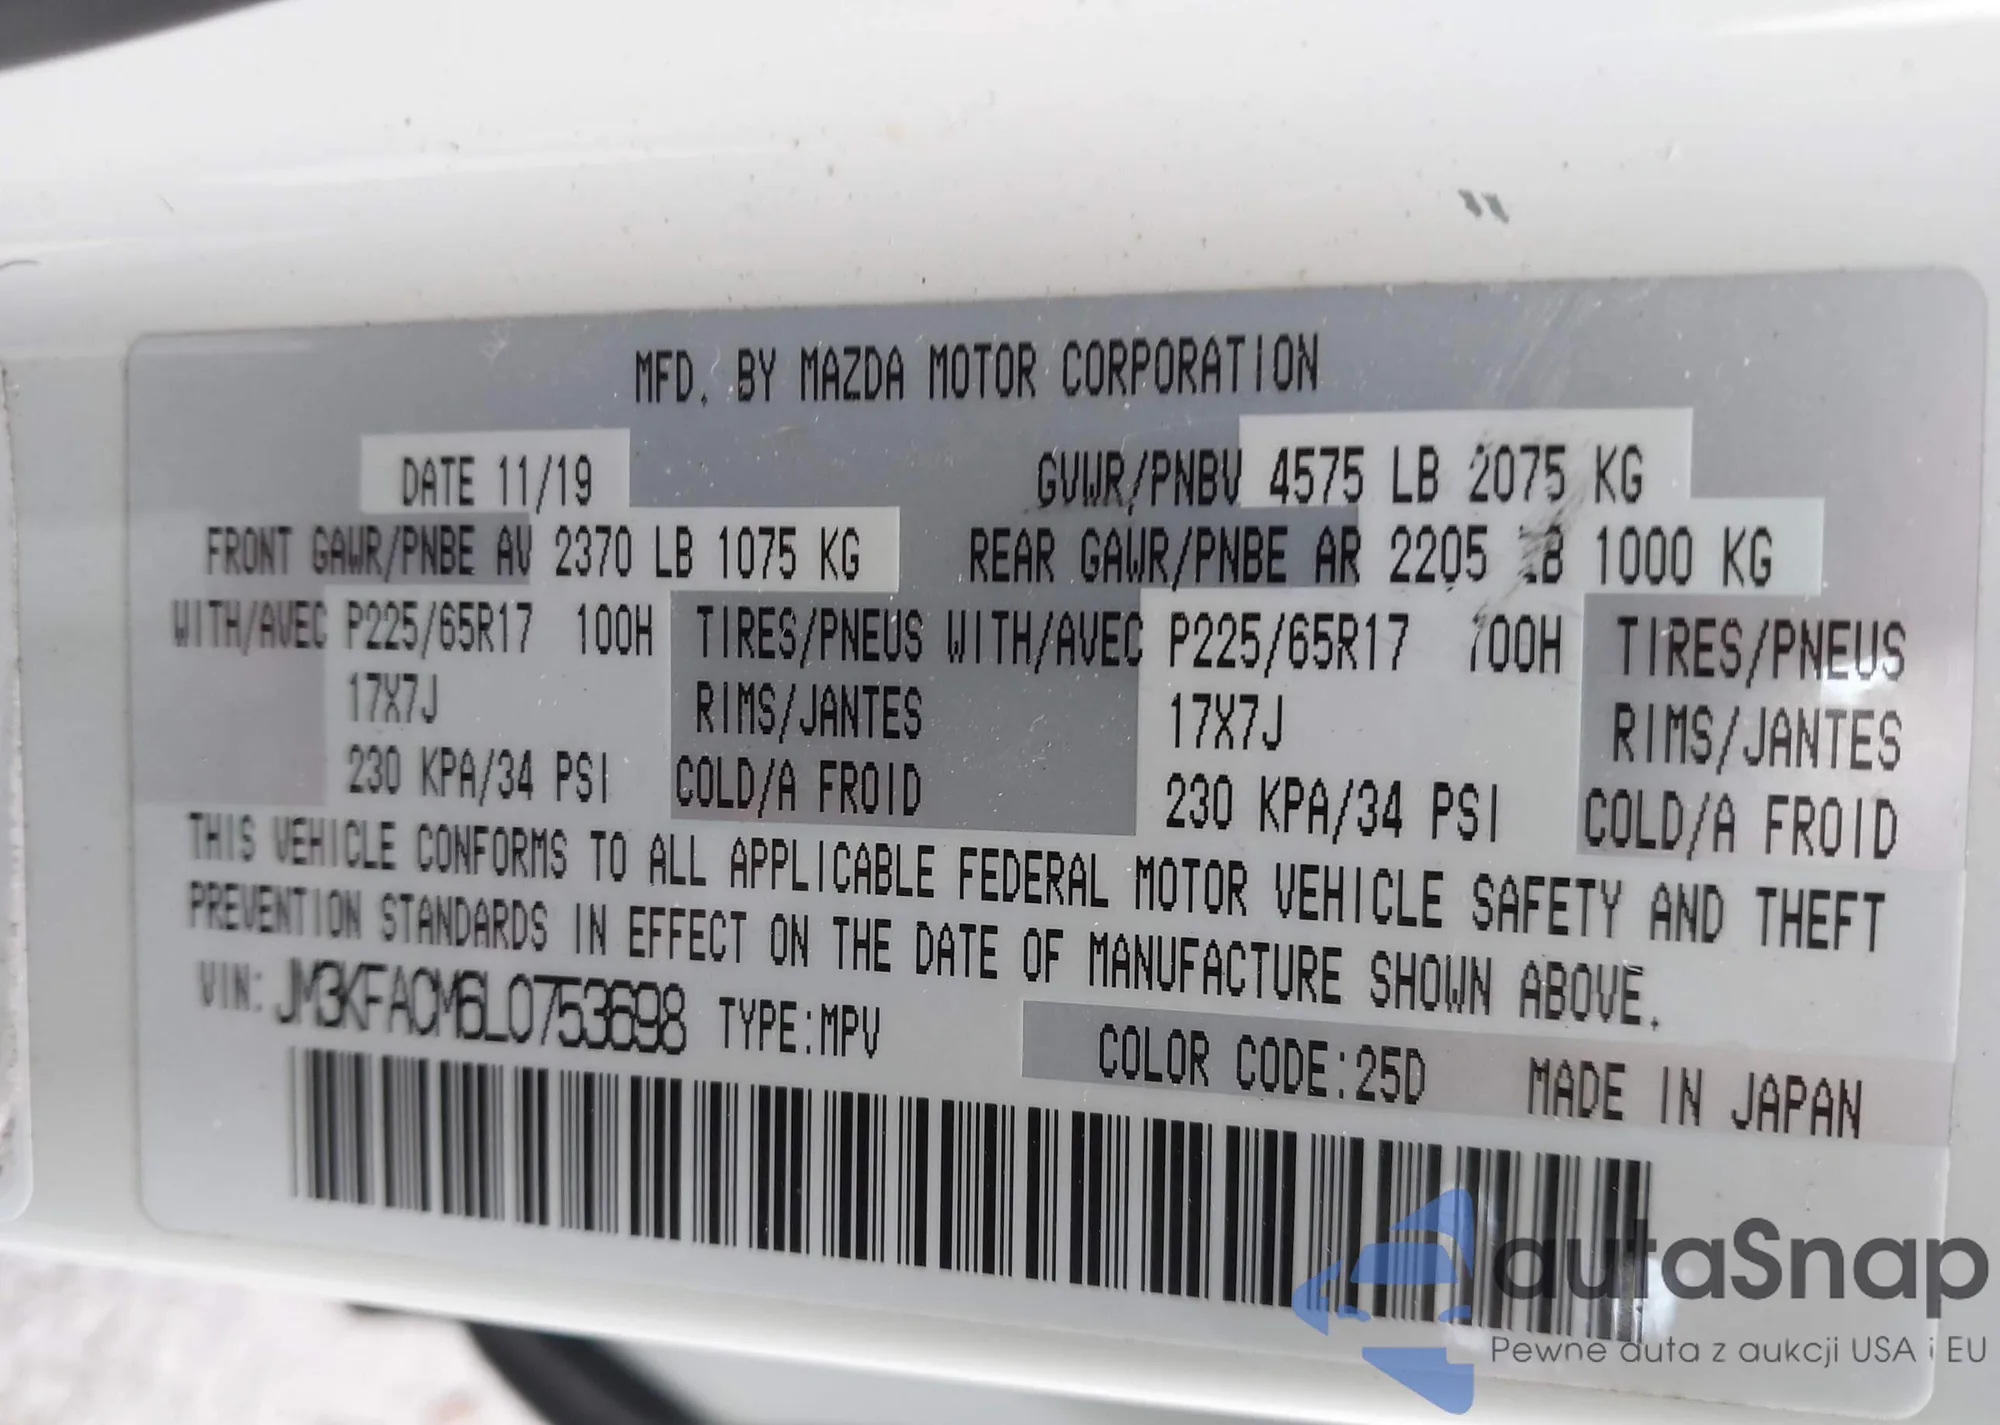 MFD. BY MAZDA MOTOR CORPORATION
DATE 11/19 GVWR/PNBV 4575 LB 2075 KG
FRONT GAWR/PNBE AV 2370 LB 1075 KG REAR GAWR/PNBE AR 2205 LB 1000 KG
WITH/AVEC P225/65R17 100H TIRES/PNEUS WITH/AVEC P225/65R17 100H TIRES/PNEUS
17X7J RIMS/JANTES 17X7J RIMS/JANTES
230 KPA/34 PSI COLD/A FROID 230 KPA/34 PSI COLD/A FROID
THIS VEHICLE CONFORMS TO ALL APPLICABLE FEDERAL MOTOR VEHICLE SAFETY AND THEFT
PREVENTION STANDARDS IN EFFECT ON THE DATE OF MANUFACTURE SHOWN ABOVE.
VIN: JM3KFACM6L0753698 TYPE:MPV
COLOR CODE:25D MADE IN JAPAN
autaSnap
Pewne auta z aukcji USA i EU